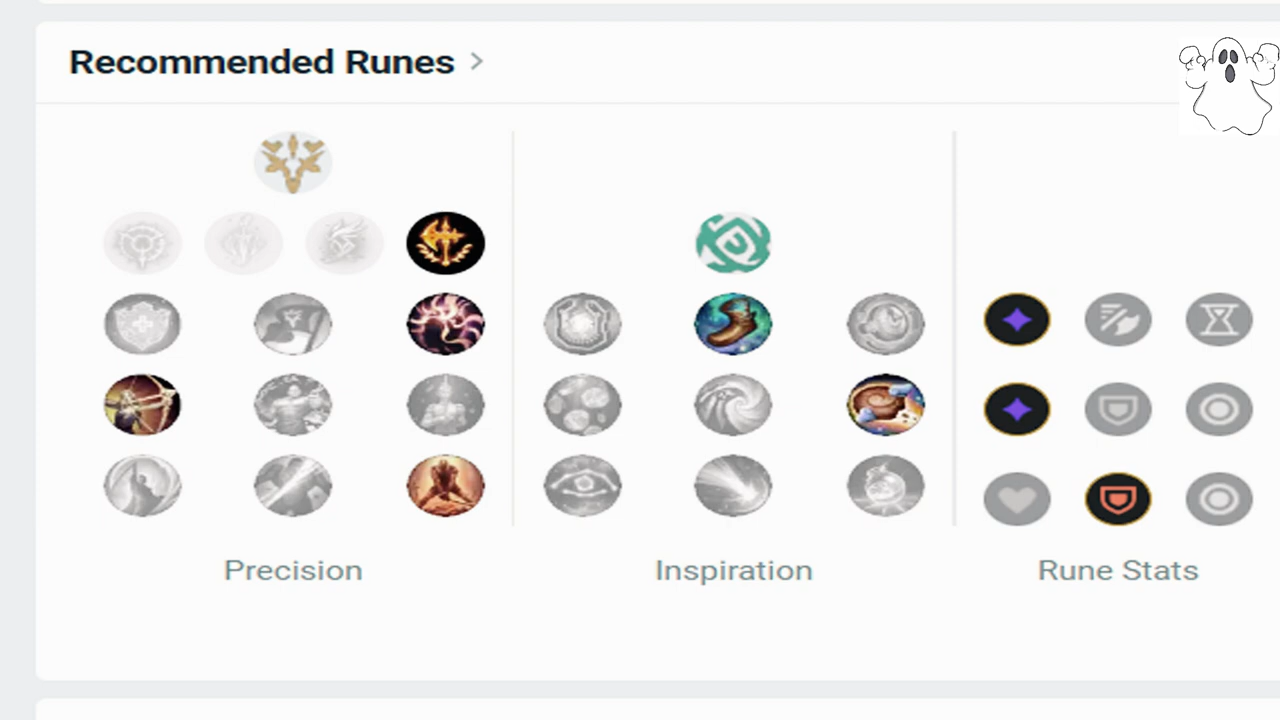 Recommended Runes
Precision
Inspiration
Rune Stats